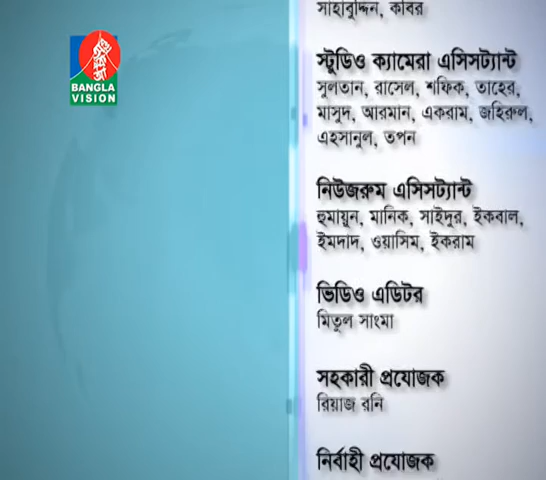 সাহাবুদ্দিন, কবির
BANGLA
VISION
স্টুডিও ক্যামেরা এসিসট্যান্ট
সুলতান, রাসেল, শফিক, তাহের,
মাসুদ, আরমান, একরাম, জহিরুল,
এহসানুল, তপন
নিউজরুম এসিসট্যান্ট
হুমায়ুন, মানিক, সাইদুর, ইকবাল,
ইমদাদ, ওয়াসিম, ইকরাম
ভিডিও এডিটর
মিতুল সাংমা
সহকারী প্রযোজক
রিয়াজ রনি
নির্বাহী প্রযোজক